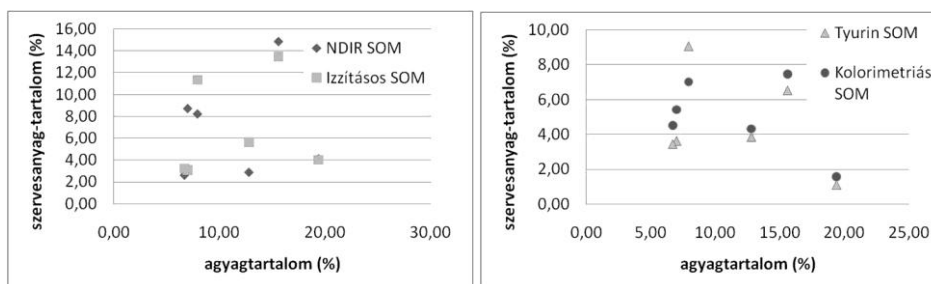 szervesanyag-tartalom (%)
16,00
14,00
12,00
10,00
8,00
6,00
4,00
2,00
0,00
NDIR SOM
Izzításos SOM
0,00 10,00 20,00 30,00
agyagtartalom (%)
szervesanyag-tartalom (%)
10,00
8,00
6,00
4,00
2,00
0,00
Tyurin SOM
Kolorimetriás
SOM
0,00 5,00 10,00 15,00 20,00 25,00
agyagtartalom (%)